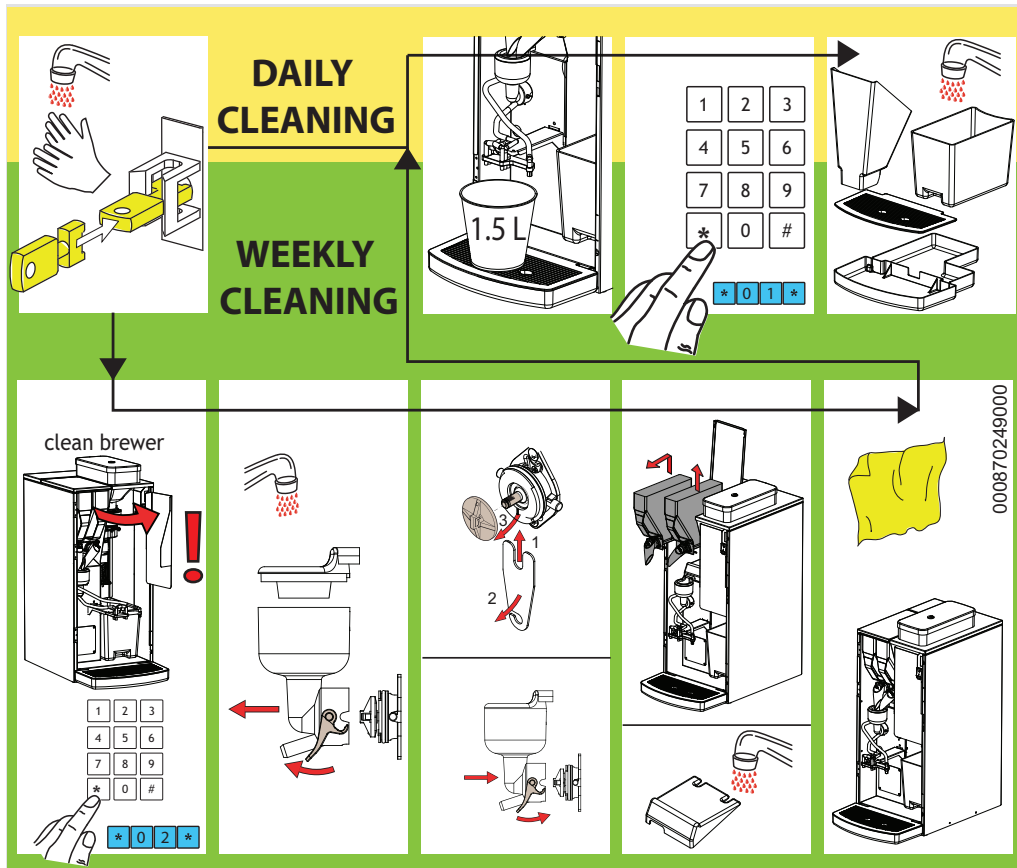 DAILY
CLEANING
1.5 L
1 2 3
4 5 6
7 8 9
* 0 #
* 0 1 *
WEEKLY
CLEANING
clean brewer
1 2 3
4 5 6
7 8 9
* 0 #
* 0 2 *
3
1
2
000870249000